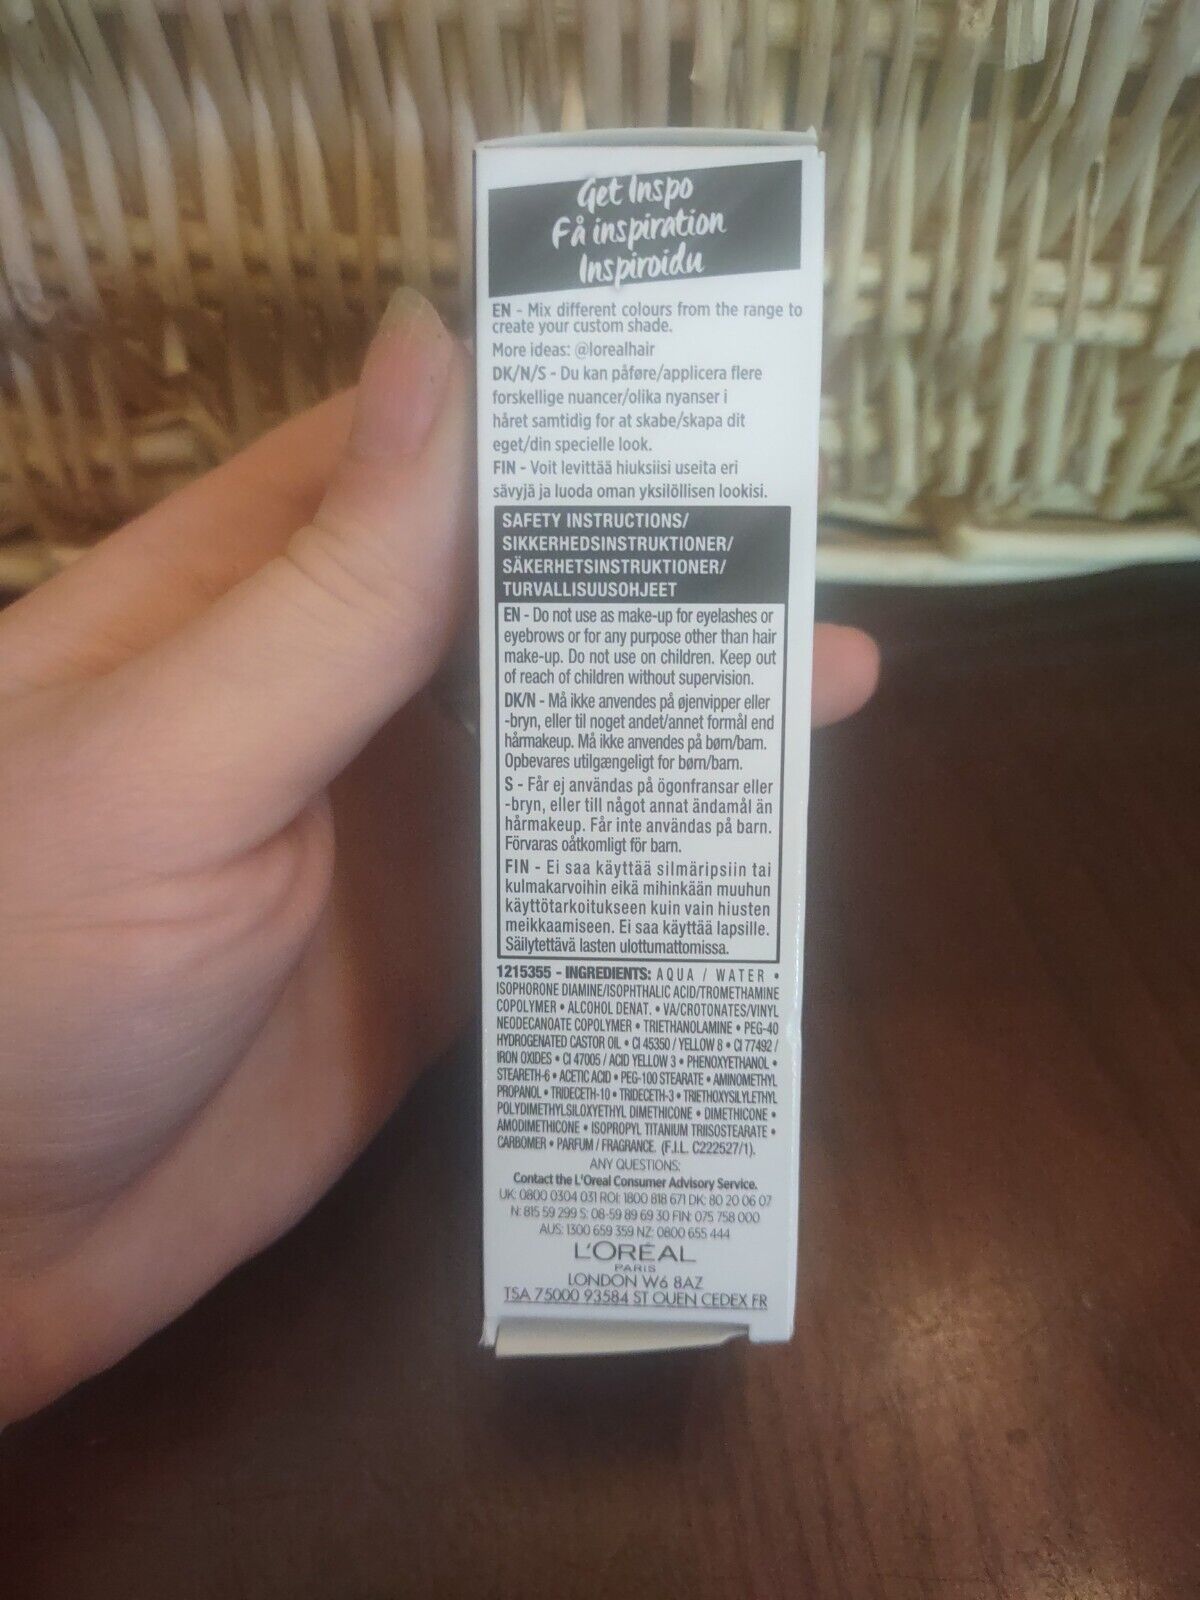 Get Inspo
Få inspiration
Inspiroidu
EN - Mix different colours from the range to
create your custom shade.
More ideas: @lorealhair
DK/N/S - Du kan påføre/applicera flere
forskellige nuancer/olika nyanser i
håret samtidig for at skabe/skapa dit
eget/din specielle look.
FIN - Voit levittää hiuksiisi useita eri
sävyjä ja luoda oman yksilöllisen lookisi.
SAFETY INSTRUCTIONS/
SIKKERHEDSINSTRUKTIONER/
SÄKERHETSINSTRUKTIONER/
TURVALLISUUSOHJEET
EN - Do not use as make-up for eyelashes or
eyebrows or for any purpose other than hair
make-up. Do not use on children. Keep out
of reach of children without supervision.
DK/N - Må ikke anvendes på øjenvipper eller
-bryn, eller til noget andet/annet formål end
hårmakeup. Må ikke anvendes på børn/barn.
Opbevares utilgængeligt for børn/barn.
S - Får ej användas på ögonfransar eller
-bryn, eller till något annat ändamål än
hårmakeup. Får inte användas på barn.
Förvaras oåtkomligt för barn.
FIN - Ei saa käyttää silmäripsiin tai
kulmakarvoihin eikä mihinkään muuhun
käyttötarkoitukseen kuin vain hiusten
meikkaamiseen. Ei saa käyttää lapsille.
Säilytettävä lasten ulottumattomissa.
1215355 - INGREDIENTS: AQUA / WATER •
ISOPHORONE DIAMINE/ISOPHTHALIC ACID/TROMETHAMINE
COPOLYMER • ALCOHOL DENAT. • VA/CROTONATES/VINYL
NEODECANOATE COPOLYMER • TRIETHANOLAMINE • PEG-40
HYDROGENATED CASTOR OIL • CI 45350 / YELLOW 8 • CI 77492 /
IRON OXIDES • CI 47005 / ACID YELLOW 3 • PHENOXYETHANOL •
STEARETH-6 • ACETIC ACID • PEG-100 STEARATE • AMINOMETHYL
PROPANOL • TRIDECETH-10 • TRIDECETH-3 • TRIETHOXYSILYLETHYL
POLYDIMETHYLSILOXYETHYL DIMETHICONE • DIMETHICONE •
AMODIMETHICONE • ISOPROPYL TITANIUM TRIISOSTEARATE •
CARBOMER • PARFUM / FRAGRANCE. (F.I.L. C222527/1).
ANY QUESTIONS:
Contact the L'Oreal Consumer Advisory Service.
UK: 0800 0304 031 ROI: 1800 818 671 DK: 80 20 06 07
N: 815 59 299 S: 08-59 89 69 30 FIN: 075 758 000
AUS: 1300 659 359 NZ: 0800 655 444
L'ORÉAL
PARIS
LONDON W6 8AZ
TSA 75000 93584 ST OUEN CEDEX FR